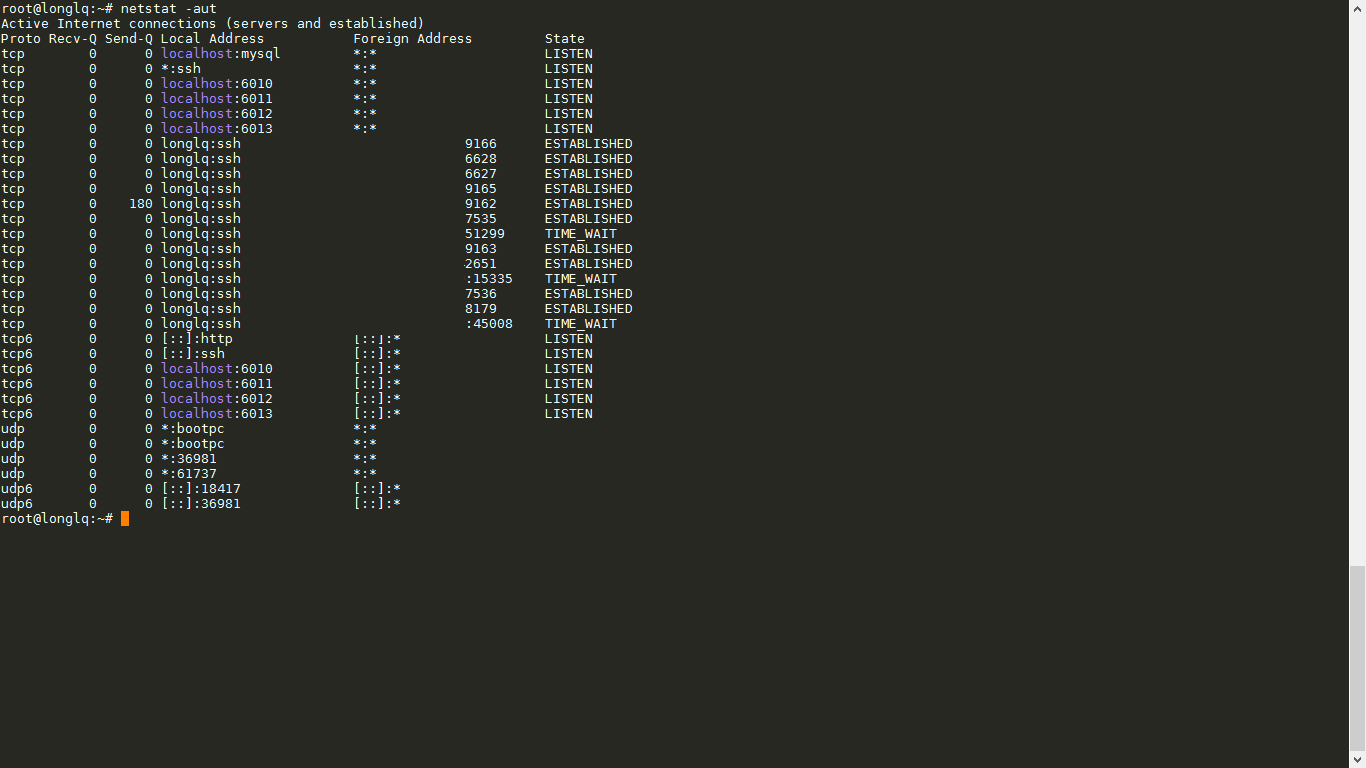 root@longlq:~# netstat -aut
Active Internet connections (servers and established)
Proto Recv-Q Send-Q Local Address           Foreign Address         State
tcp        0      0 localhost:mysql         *:*                     LISTEN
tcp        0      0 *:ssh                   *:*                     LISTEN
tcp        0      0 localhost:6010          *:*                     LISTEN
tcp        0      0 localhost:6011          *:*                     LISTEN
tcp        0      0 localhost:6012          *:*                     LISTEN
tcp        0      0 localhost:6013          *:*                     LISTEN
tcp        0      0 longlq:ssh                            9166      ESTABLISHED
tcp        0      0 longlq:ssh                            6628      ESTABLISHED
tcp        0      0 longlq:ssh                            6627      ESTABLISHED
tcp        0      0 longlq:ssh                            9165      ESTABLISHED
tcp        0    180 longlq:ssh                            9162      ESTABLISHED
tcp        0      0 longlq:ssh                            7535      ESTABLISHED
tcp        0      0 longlq:ssh                            51299     TIME_WAIT
tcp        0      0 longlq:ssh                            9163      ESTABLISHED
tcp        0      0 longlq:ssh                            2651      ESTABLISHED
tcp        0      0 longlq:ssh                            :15335    TIME_WAIT
tcp        0      0 longlq:ssh                            7536      ESTABLISHED
tcp        0      0 longlq:ssh                            8179      ESTABLISHED
tcp        0      0 longlq:ssh                            :45008    TIME_WAIT
tcp6       0      0 [::]:http               [::]:*                  LISTEN
tcp6       0      0 [::]:ssh                [::]:*                  LISTEN
tcp6       0      0 localhost:6010          [::]:*                  LISTEN
tcp6       0      0 localhost:6011          [::]:*                  LISTEN
tcp6       0      0 localhost:6012          [::]:*                  LISTEN
tcp6       0      0 localhost:6013          [::]:*                  LISTEN
udp        0      0 *:bootpc                *:*
udp        0      0 *:bootpc                *:*
udp        0      0 *:36981                 *:*
udp        0      0 *:61737                 *:*
udp6       0      0 [::]:18417              [::]:*
udp6       0      0 [::]:36981              [::]:*
root@longlq:~#